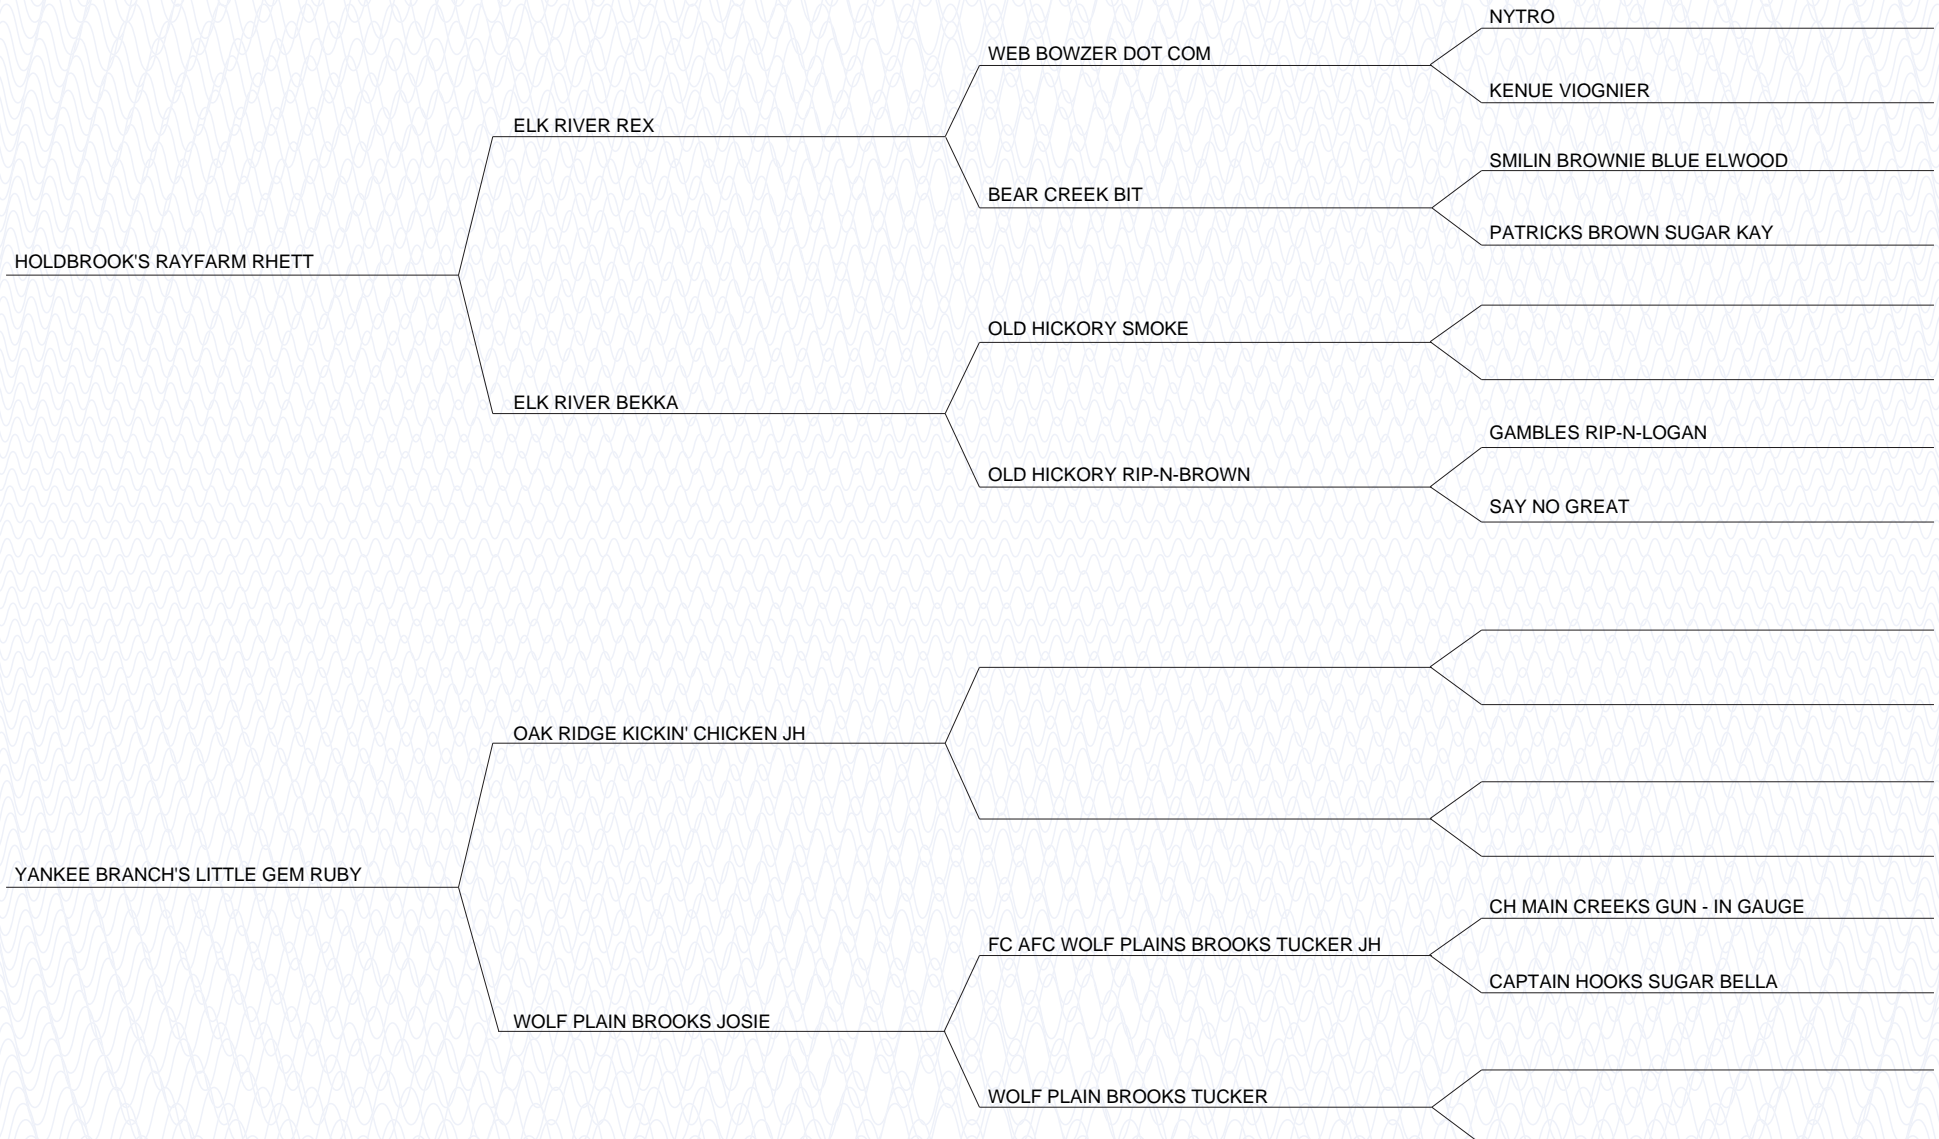 NYTRO
WEB BOWZER DOT COM
KENUE VIOGNIER
ELK RIVER REX
SMILIN BROWNIE BLUE ELWOOD
BEAR CREEK BIT
PATRICKS BROWN SUGAR KAY
HOLDBROOK'S RAYFARM RHETT
OLD HICKORY SMOKE
ELK RIVER BEKKA
GAMBLES RIP-N-LOGAN
OLD HICKORY RIP-N-BROWN
SAY NO GREAT
OAK RIDGE KICKIN' CHICKEN JH
YANKEE BRANCH'S LITTLE GEM RUBY
CH MAIN CREEKS GUN - IN GAUGE
FC AFC WOLF PLAINS BROOKS TUCKER JH
CAPTAIN HOOKS SUGAR BELLA
WOLF PLAIN BROOKS JOSIE
WOLF PLAIN BROOKS TUCKER